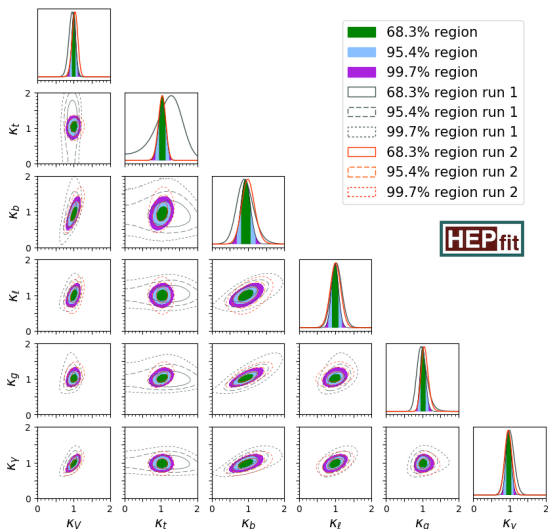 68.3% region
95.4% region
99.7% region
68.3% region run 1
95.4% region run 1
99.7% region run 1
68.3% region run 2
95.4% region run 2
99.7% region run 2
HEPfit
2
κt 1
0
2
κb 1
0
2
κℓ 1
0
2
κg 1
0
2
κγ 1
0
0 1 2 0 1 2 0 1 2 0 1 2 0 1 2 0 1 2
κV κt κb κℓ κg κγ